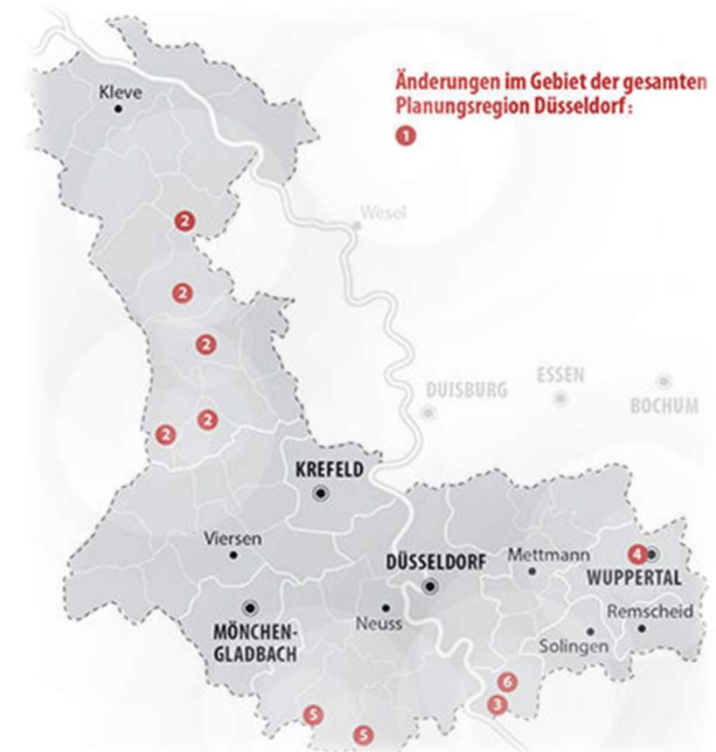 Kleve
Änderungen im Gebiet der gesamten
Planungsregion Düsseldorf:
1
2
Wesel
2
2
ESSEN
DUISBURG
BOCHUM
2
2
KREFELD
Viersen
DÜSSELDORF
Mettmann
4
WUPPERTAL
Neuss
Remscheid
MÖNCHEN-
GLADBACH
Solingen
6
3
5
5